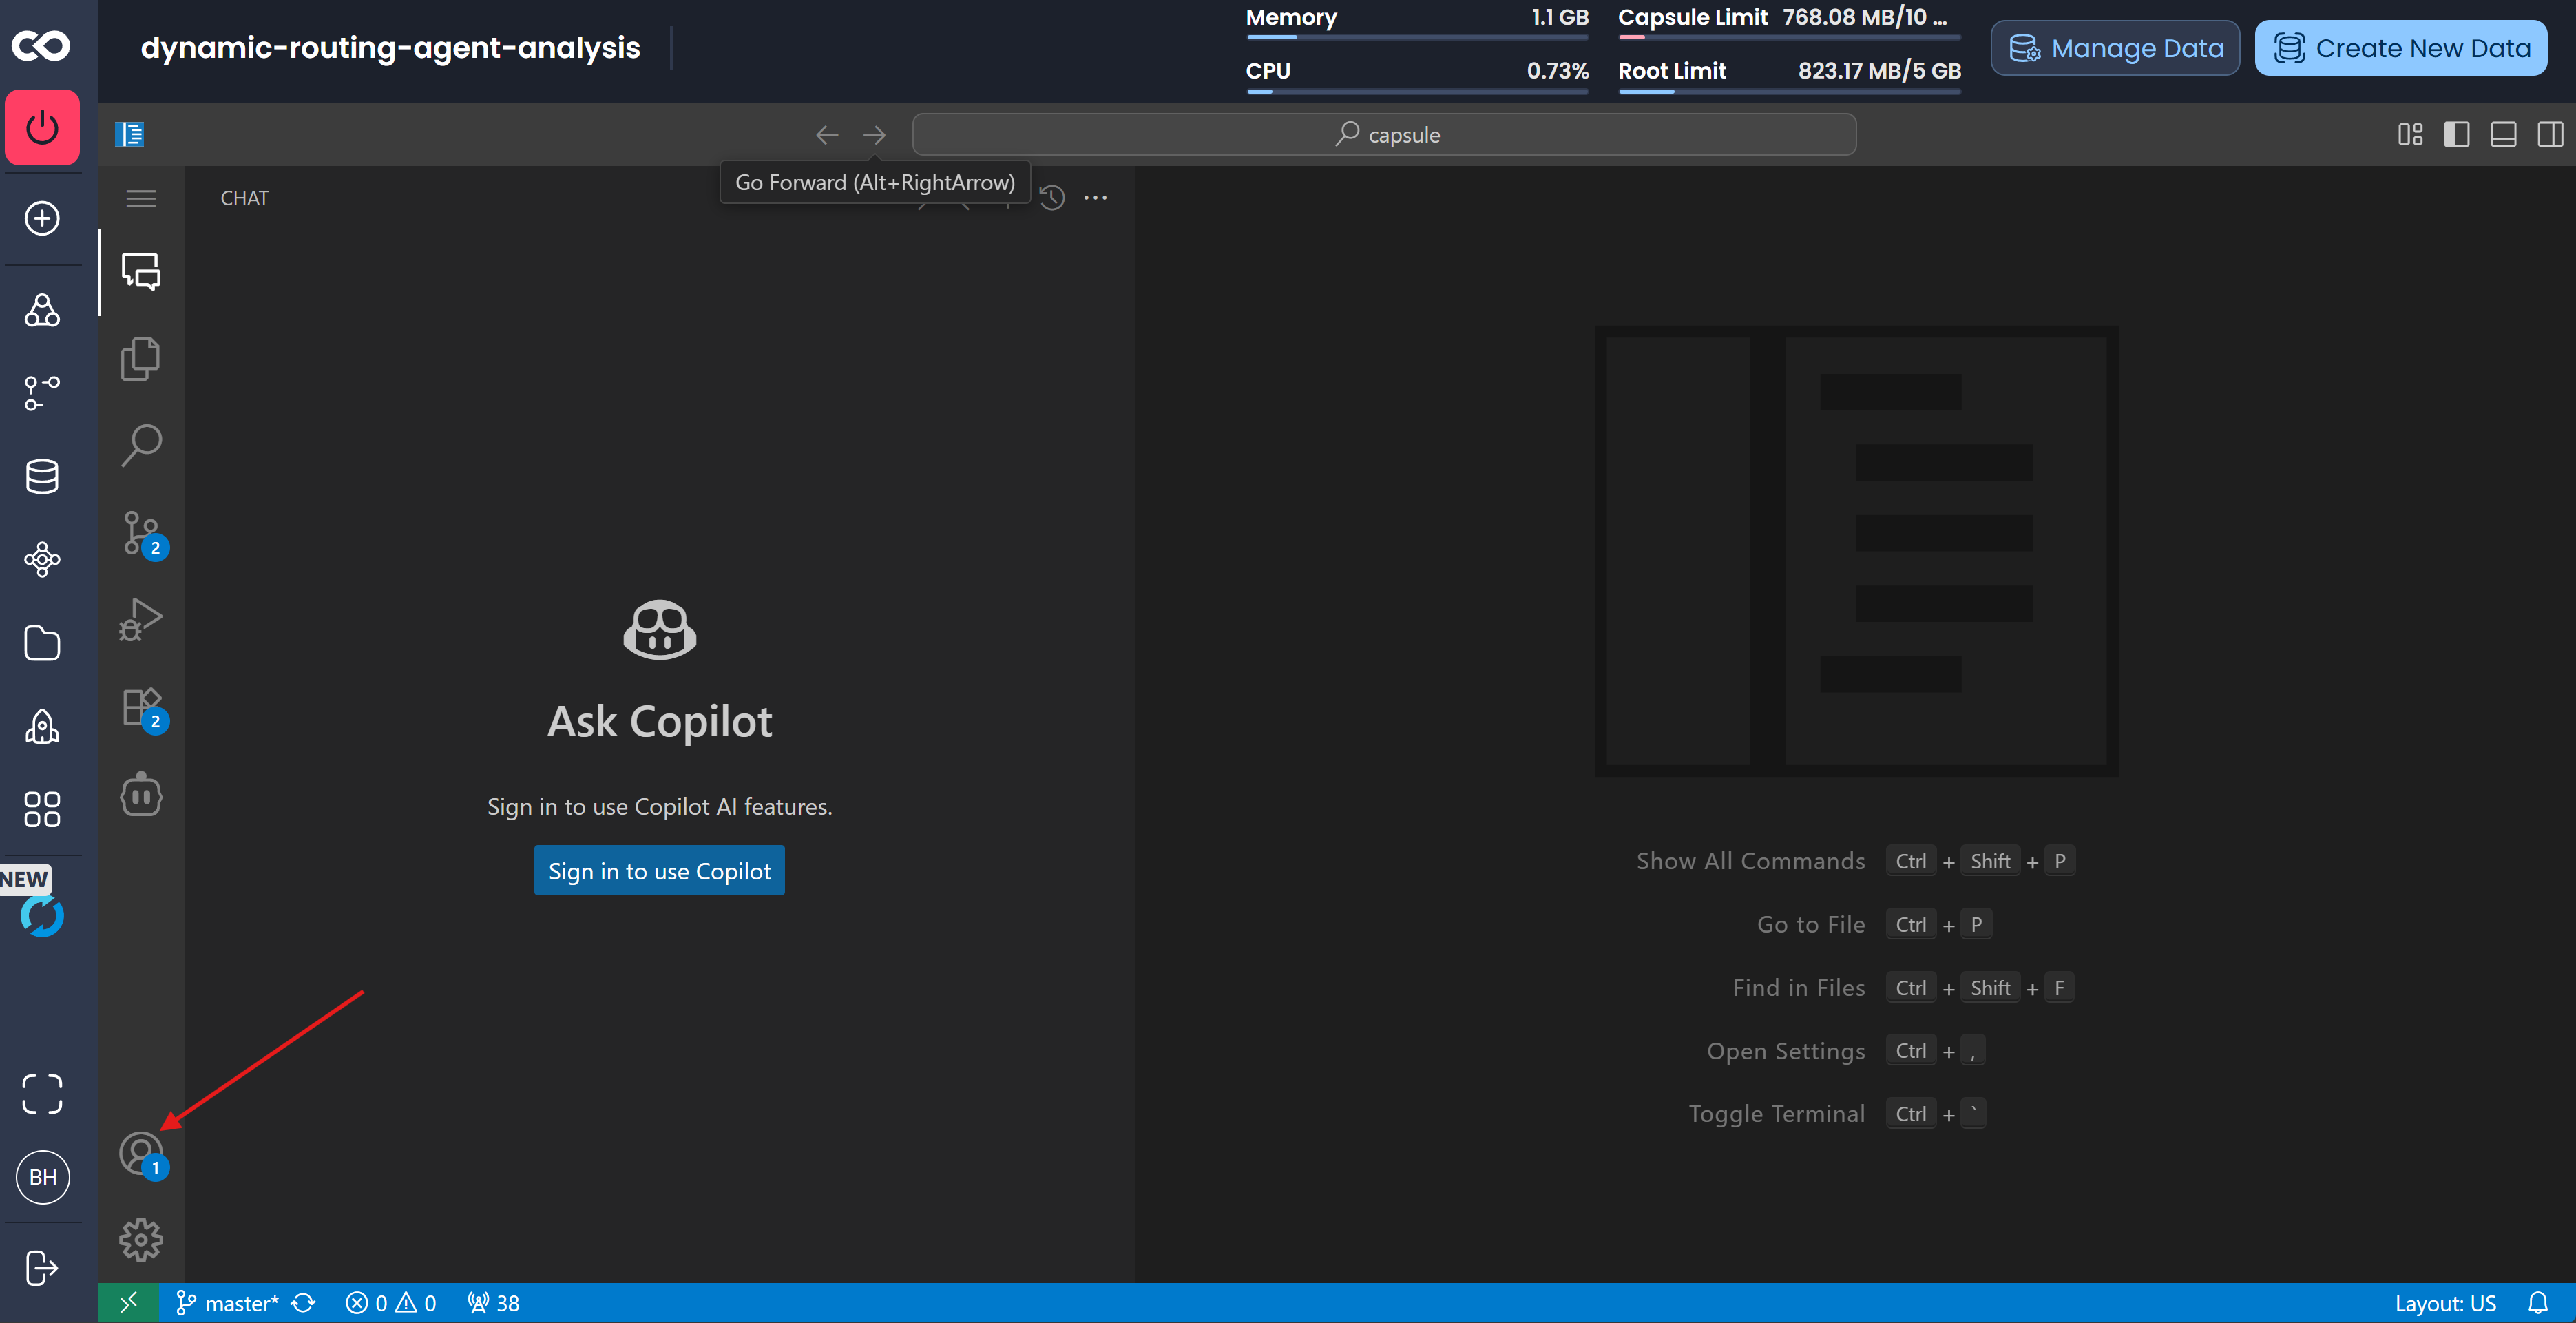 dynamic-routing-agent-analysis
Memory 1.1 GB
CPU 0.73%
Capsule Limit 768.08 MB/10 ...
Root Limit 823.17 MB/5 GB
Manage Data
Create New Data
capsule
Go Forward (Alt+RightArrow)
CHAT
2
2
Ask Copilot
Sign in to use Copilot AI features.
Sign in to use Copilot
Show All Commands Ctrl + Shift + P
Go to File Ctrl + P
Find in Files Ctrl + Shift + F
Open Settings Ctrl + ,
Toggle Terminal Ctrl + `
NEW
1
BH
master* 0 0 38
Layout: US